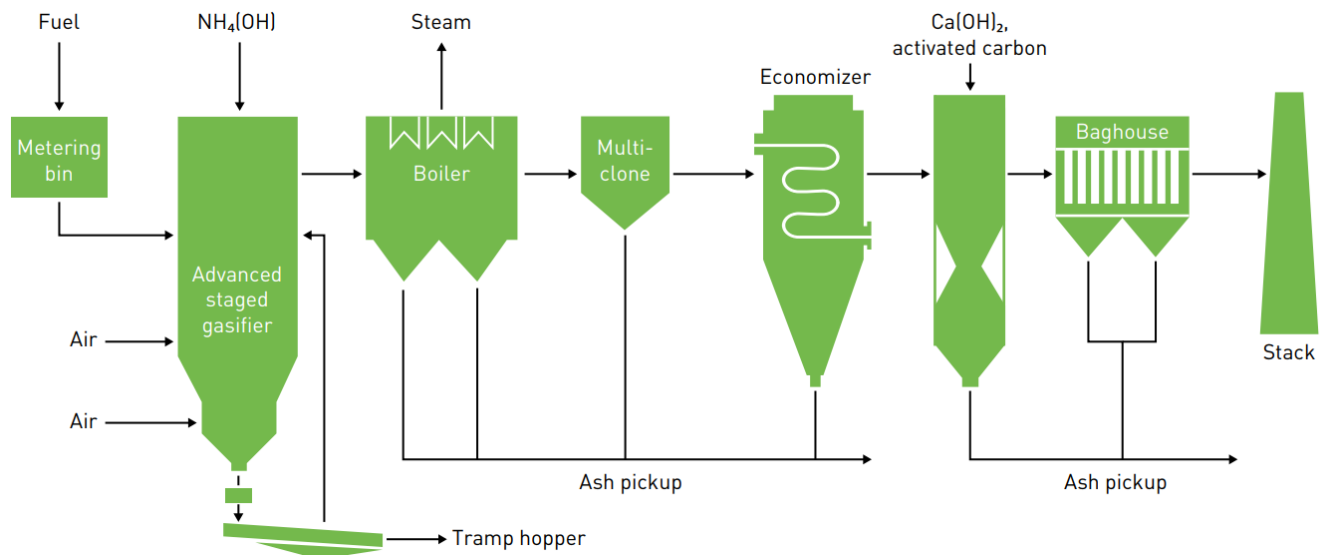 Fuel
NH₄(OH)
Steam
Ca(OH)₂,
activated carbon
Economizer
Metering
bin
Boiler
Multi-
clone
Baghouse
Advanced
staged
gasifier
Air
Air
Stack
Ash pickup
Ash pickup
Tramp hopper